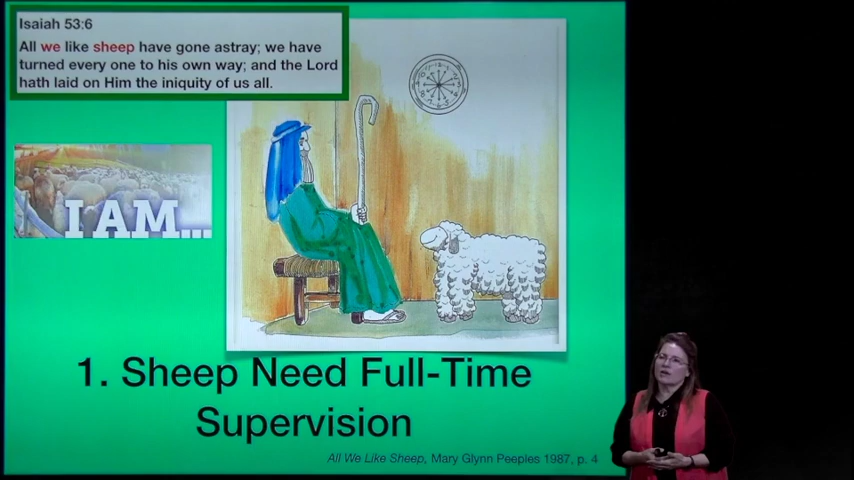 Isaiah 53:6
All we like sheep have gone astray; we have
turned every one to his own way; and the Lord
hath laid on Him the iniquity of us all.
I AM...
1. Sheep Need Full-Time
Supervision
All We Like Sheep, Mary Glynn Peeples 1987, p. 4